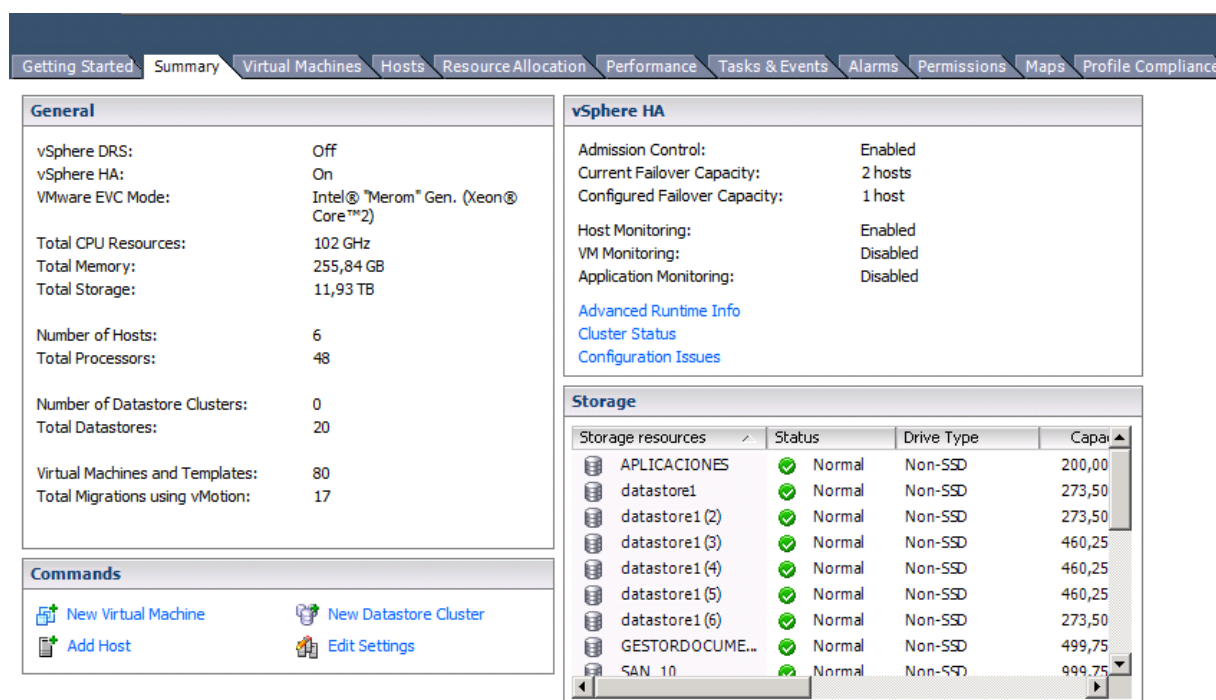 Getting Started Summary Virtual Machines Hosts Resource Allocation Performance Tasks & Events Alarms Permissions Maps Profile Compliance
General
vSphere DRS: Off
vSphere HA: On
VMware EVC Mode: Intel® "Merom" Gen. (Xeon®
Core™2)
Total CPU Resources: 102 GHz
Total Memory: 255,84 GB
Total Storage: 11,93 TB
Number of Hosts: 6
Total Processors: 48
Number of Datastore Clusters: 0
Total Datastores: 20
Virtual Machines and Templates: 80
Total Migrations using vMotion: 17
Commands
New Virtual Machine New Datastore Cluster
Add Host Edit Settings
vSphere HA
Admission Control: Enabled
Current Failover Capacity: 2 hosts
Configured Failover Capacity: 1 host
Host Monitoring: Enabled
VM Monitoring: Disabled
Application Monitoring: Disabled
Advanced Runtime Info
Cluster Status
Configuration Issues
Storage
Storage resources Status Drive Type Capa
APLICACIONES Normal Non-SSD 200,00
datastore1 Normal Non-SSD 273,50
datastore1 (2) Normal Non-SSD 273,50
datastore1 (3) Normal Non-SSD 460,25
datastore1 (4) Normal Non-SSD 460,25
datastore1 (5) Normal Non-SSD 460,25
datastore1 (6) Normal Non-SSD 273,50
GESTORDOCUME... Normal Non-SSD 499,75
SAN_10 Normal Non-SSD 999,75